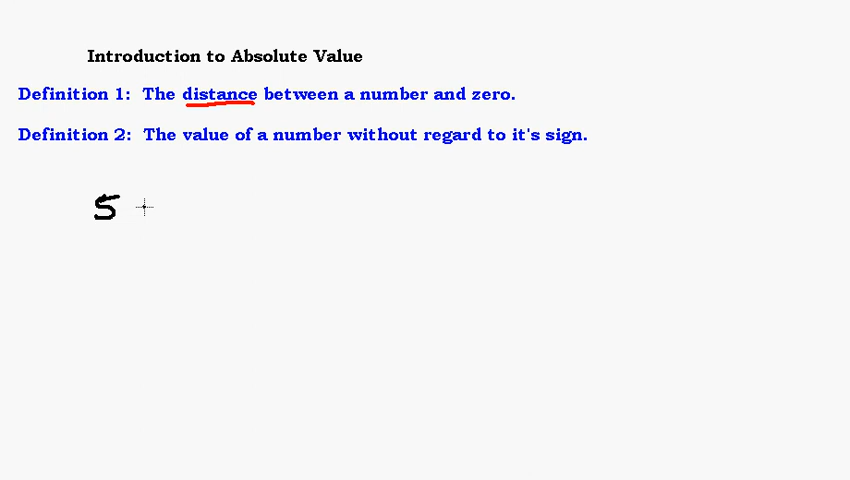 Introduction to Absolute Value
Definition 1: The distance between a number and zero.
Definition 2: The value of a number without regard to it's sign.
5